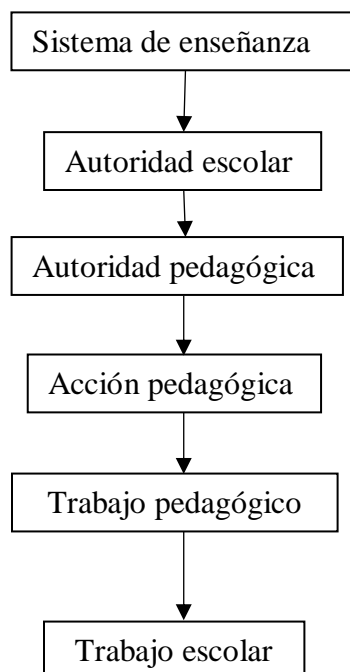 Sistema de enseñanza
Autoridad escolar
Autoridad pedagógica
Acción pedagógica
Trabajo pedagógico
Trabajo escolar